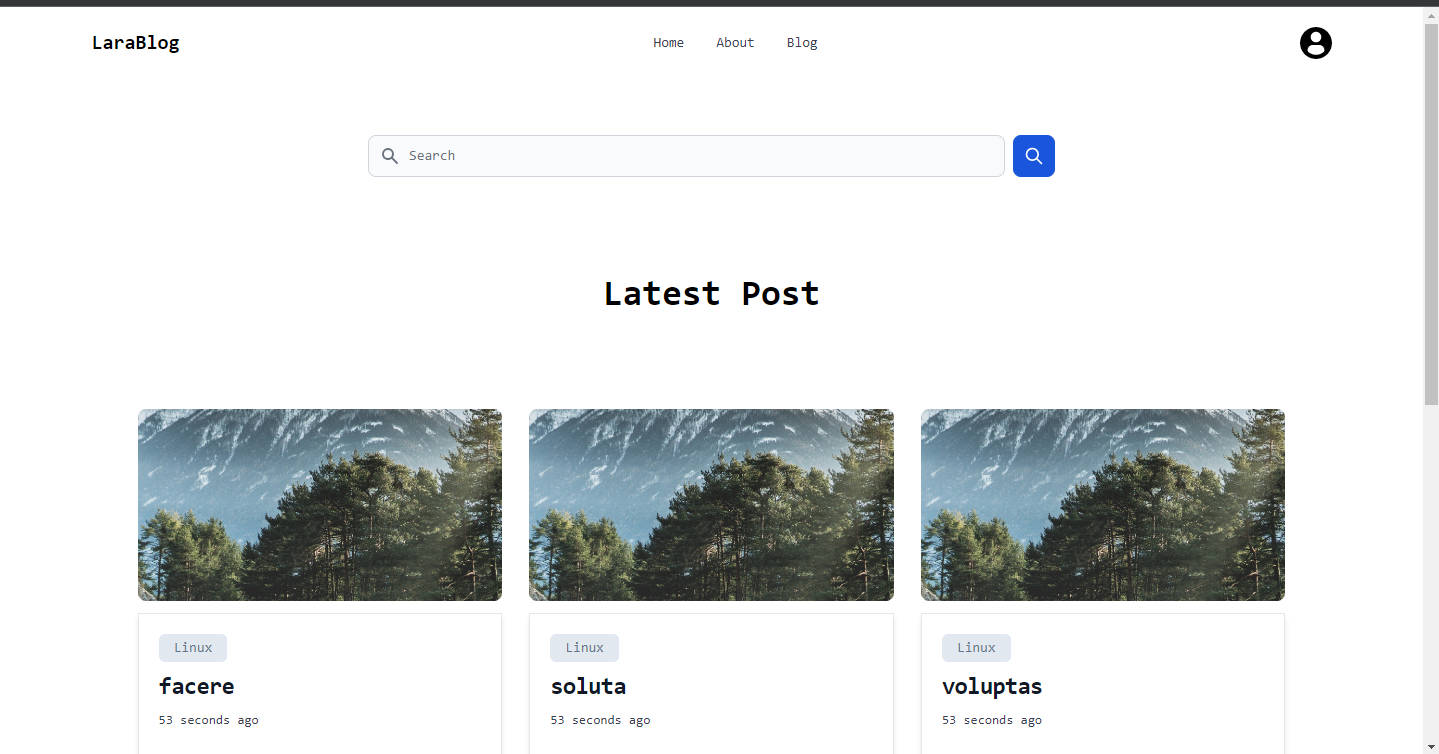 LaraBlog
Home About Blog
Search
Latest Post
Linux
facere
53 seconds ago
Linux
soluta
53 seconds ago
Linux
voluptas
53 seconds ago